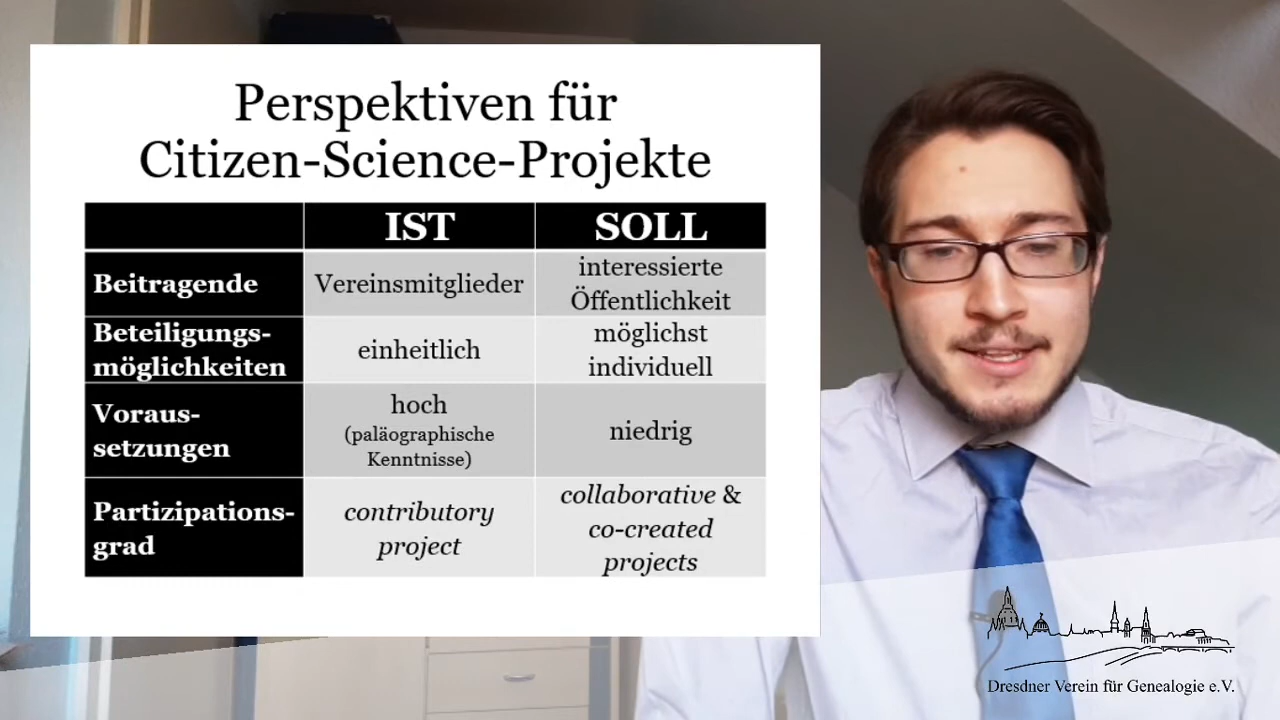 Perspektiven für
Citizen-Science-Projekte
IST SOLL
Beitragende Vereinsmitglieder interessierte
Öffentlichkeit
Beteiligungs-
möglichkeiten einheitlich möglichst
individuell
Voraus-
setzungen hoch
(paläographische
Kenntnisse) niedrig
Partizipations-
grad contributory
project collaborative &
co-created
projects
Dresdner Verein für Genealogie e.V.